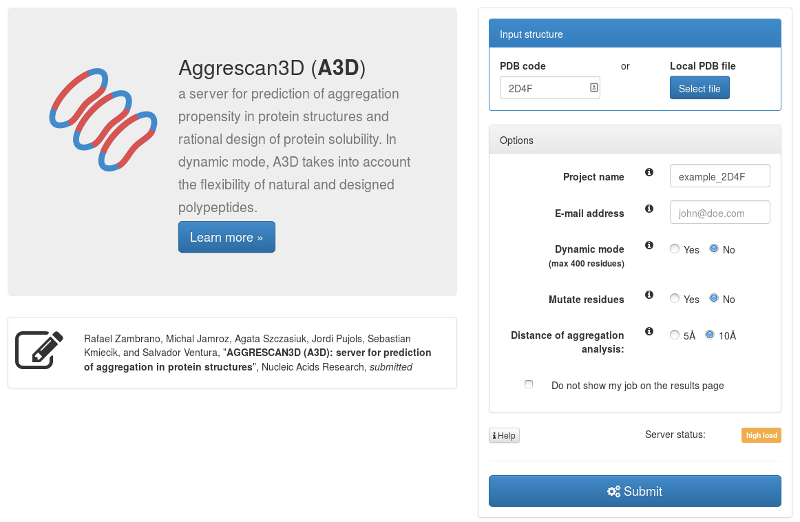 Aggrescan3D (A3D)
a server for prediction of aggregation
propensity in protein structures and
rational design of protein solubility. In
dynamic mode, A3D takes into account
the flexibility of natural and designed
polypeptides.
Learn more »
Rafael Zambrano, Michal Jamroz, Agata Szczasiuk, Jordi Pujols, Sebastian
Kmiecik, and Salvador Ventura, "AGGRESCAN3D (A3D): server for prediction
of aggregation in protein structures", Nucleic Acids Research, submitted
Input structure
PDB code or Local PDB file
2D4F Select file
Options
Project name example_2D4F
E-mail address john@doe.com
Dynamic mode Yes No
(max 400 residues)
Mutate residues Yes No
Distance of aggregation 5Å 10Å
analysis:
Do not show my job on the results page
Help Server status: high load
Submit